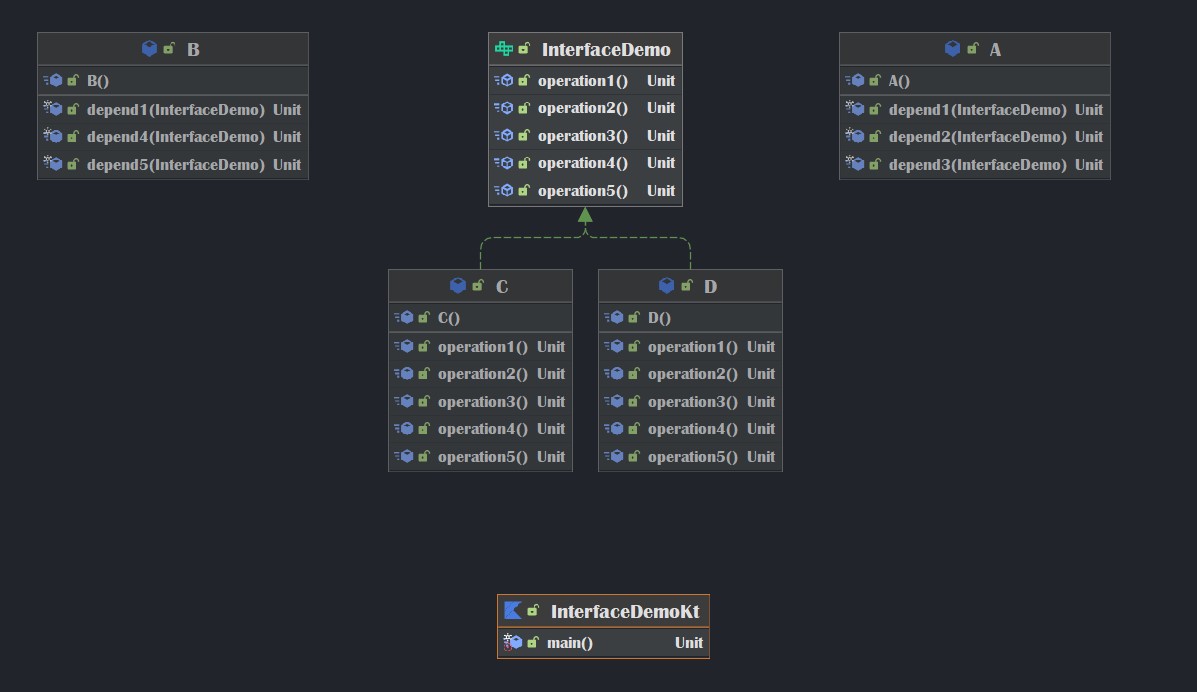 B
B()
depend1(InterfaceDemo) Unit
depend4(InterfaceDemo) Unit
depend5(InterfaceDemo) Unit
InterfaceDemo
operation1() Unit
operation2() Unit
operation3() Unit
operation4() Unit
operation5() Unit
A
A()
depend1(InterfaceDemo) Unit
depend2(InterfaceDemo) Unit
depend3(InterfaceDemo) Unit
C
C()
operation1() Unit
operation2() Unit
operation3() Unit
operation4() Unit
operation5() Unit
D
D()
operation1() Unit
operation2() Unit
operation3() Unit
operation4() Unit
operation5() Unit
InterfaceDemoKt
main() Unit